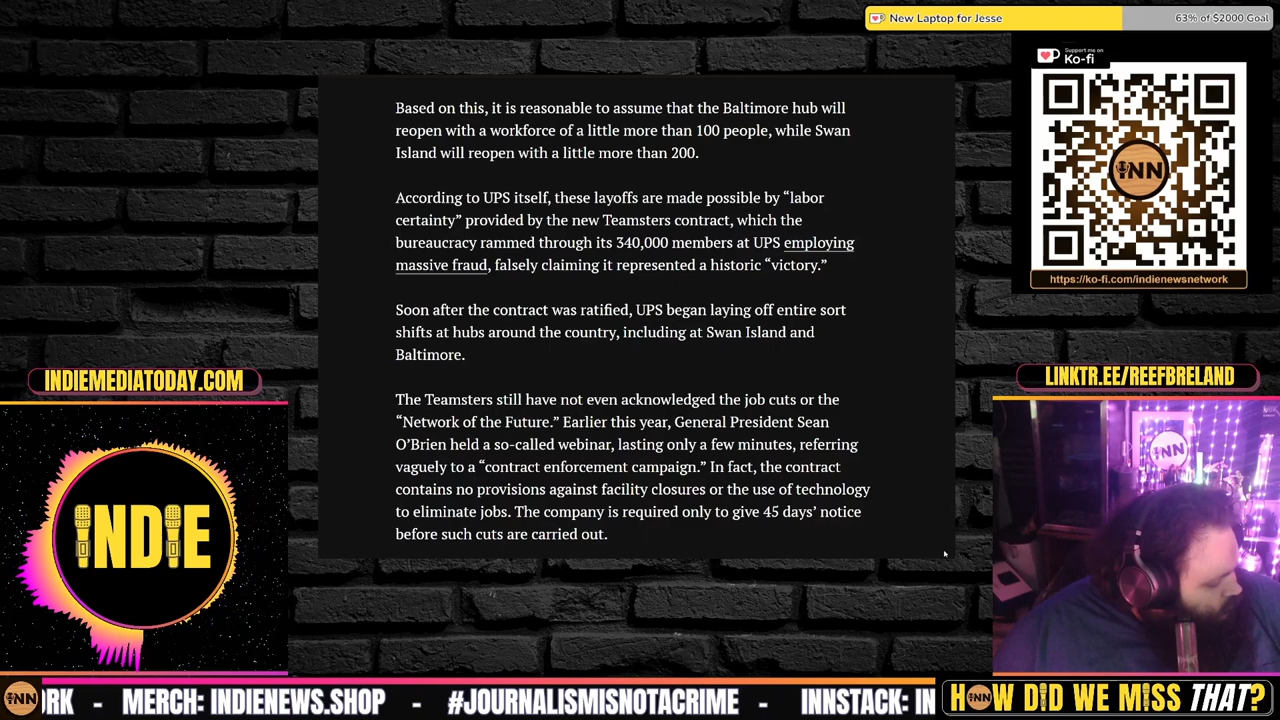 New Laptop for Jesse
63% of $2000 Goal
Support me on
Ko-fi
INN
https://ko-fi.com/indienewsnetwork
Based on this, it is reasonable to assume that the Baltimore hub will
reopen with a workforce of a little more than 100 people, while Swan
Island will reopen with a little more than 200.
According to UPS itself, these layoffs are made possible by “labor
certainty” provided by the new Teamsters contract, which the
bureaucracy rammed through its 340,000 members at UPS employing
massive fraud, falsely claiming it represented a historic “victory.”
Soon after the contract was ratified, UPS began laying off entire sort
shifts at hubs around the country, including at Swan Island and
Baltimore.
The Teamsters still have not even acknowledged the job cuts or the
“Network of the Future.” Earlier this year, General President Sean
O’Brien held a so-called webinar, lasting only a few minutes, referring
vaguely to a “contract enforcement campaign.” In fact, the contract
contains no provisions against facility closures or the use of technology
to eliminate jobs. The company is required only to give 45 days’ notice
before such cuts are carried out.
INDIEMEDIATODAY.COM
INDIE
LINKTR.EE/REEFBRELAND
INN
INN
RK - MERCH: INDIENEWS.SHOP - #JOURNALISMISNOTACRIME - INNSTACK: IN
HOW DID WE MISS THAT?